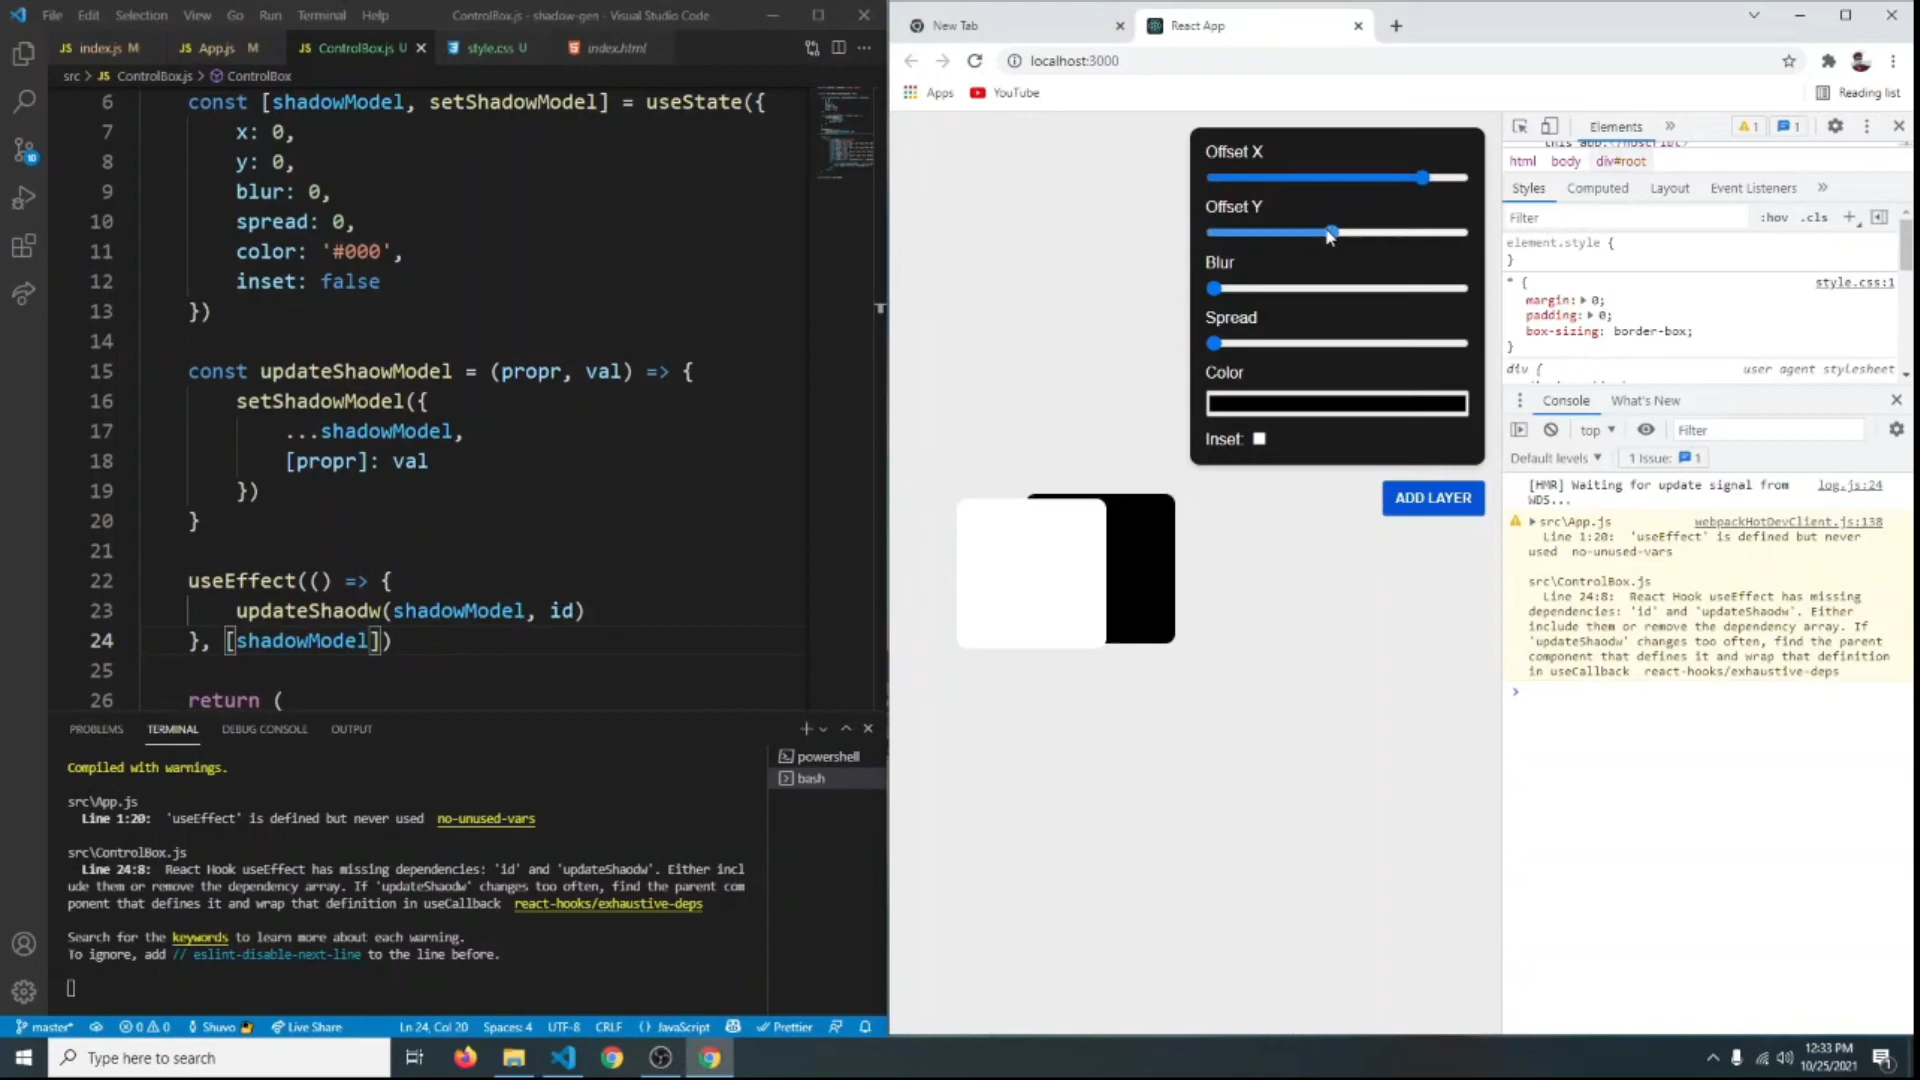 File Edit Selection View Go Run Terminal Help
ControlBox.js - shadow-gen - Visual Studio Code
JS index.js M
JS App.js M
JS ControlBox.js U
style.css U
index.html
src > JS ControlBox.js > ControlBox
6 const [shadowModel, setShadowModel] = useState({
7 x: 0,
8 y: 0,
9 blur: 0,
10 spread: 0,
11 color: '#000',
12 inset: false
13 })
14
15 const updateShaowModel = (propr, val) => {
16 setShadowModel({
17 ...shadowModel,
18 [propr]: val
19 })
20 }
21
22 useEffect(() => {
23 updateShaodw(shadowModel, id)
24 }, [shadowModel])
25
26 return (
PROBLEMS TERMINAL DEBUG CONSOLE OUTPUT
powershell
bash
Compiled with warnings.
src\App.js
Line 1:20: 'useEffect' is defined but never used no-unused-vars
src\ControlBox.js
Line 24:8: React Hook useEffect has missing dependencies: 'id' and 'updateShaodw'. Either incl
ude them or remove the dependency array. If 'updateShaodw' changes too often, find the parent com
ponent that defines it and wrap that definition in useCallback react-hooks/exhaustive-deps
Search for the keywords to learn more about each warning.
To ignore, add // eslint-disable-next-line to the line before.
master* 0 0 Shuvo Live Share Ln 24, Col 20 Spaces: 4 UTF-8 CRLF {} JavaScript Prettier
New Tab
React App
localhost:3000
Apps YouTube
Reading list
Offset X
Offset Y
Blur
Spread
Color
Inset:
ADD LAYER
Elements » 1 1
html body div#root
Styles Computed Layout Event Listeners »
Filter :hov .cls +
element.style {
}
* { style.css:1
margin: 0;
padding: 0;
box-sizing: border-box;
}
div { user agent stylesheet
Console What's New
top Filter
Default levels 1 Issue: 1
[HMR] Waiting for update signal from log.js:24
WDS...
src\App.js webpackHotDevClient.js:138
Line 1:20: 'useEffect' is defined but never
used no-unused-vars
src\ControlBox.js
Line 24:8: React Hook useEffect has missing
dependencies: 'id' and 'updateShaodw'. Either
include them or remove the dependency array. If
'updateShaodw' changes too often, find the parent
component that defines it and wrap that definition
in useCallback react-hooks/exhaustive-deps
Type here to search
12:33 PM
10/25/2021